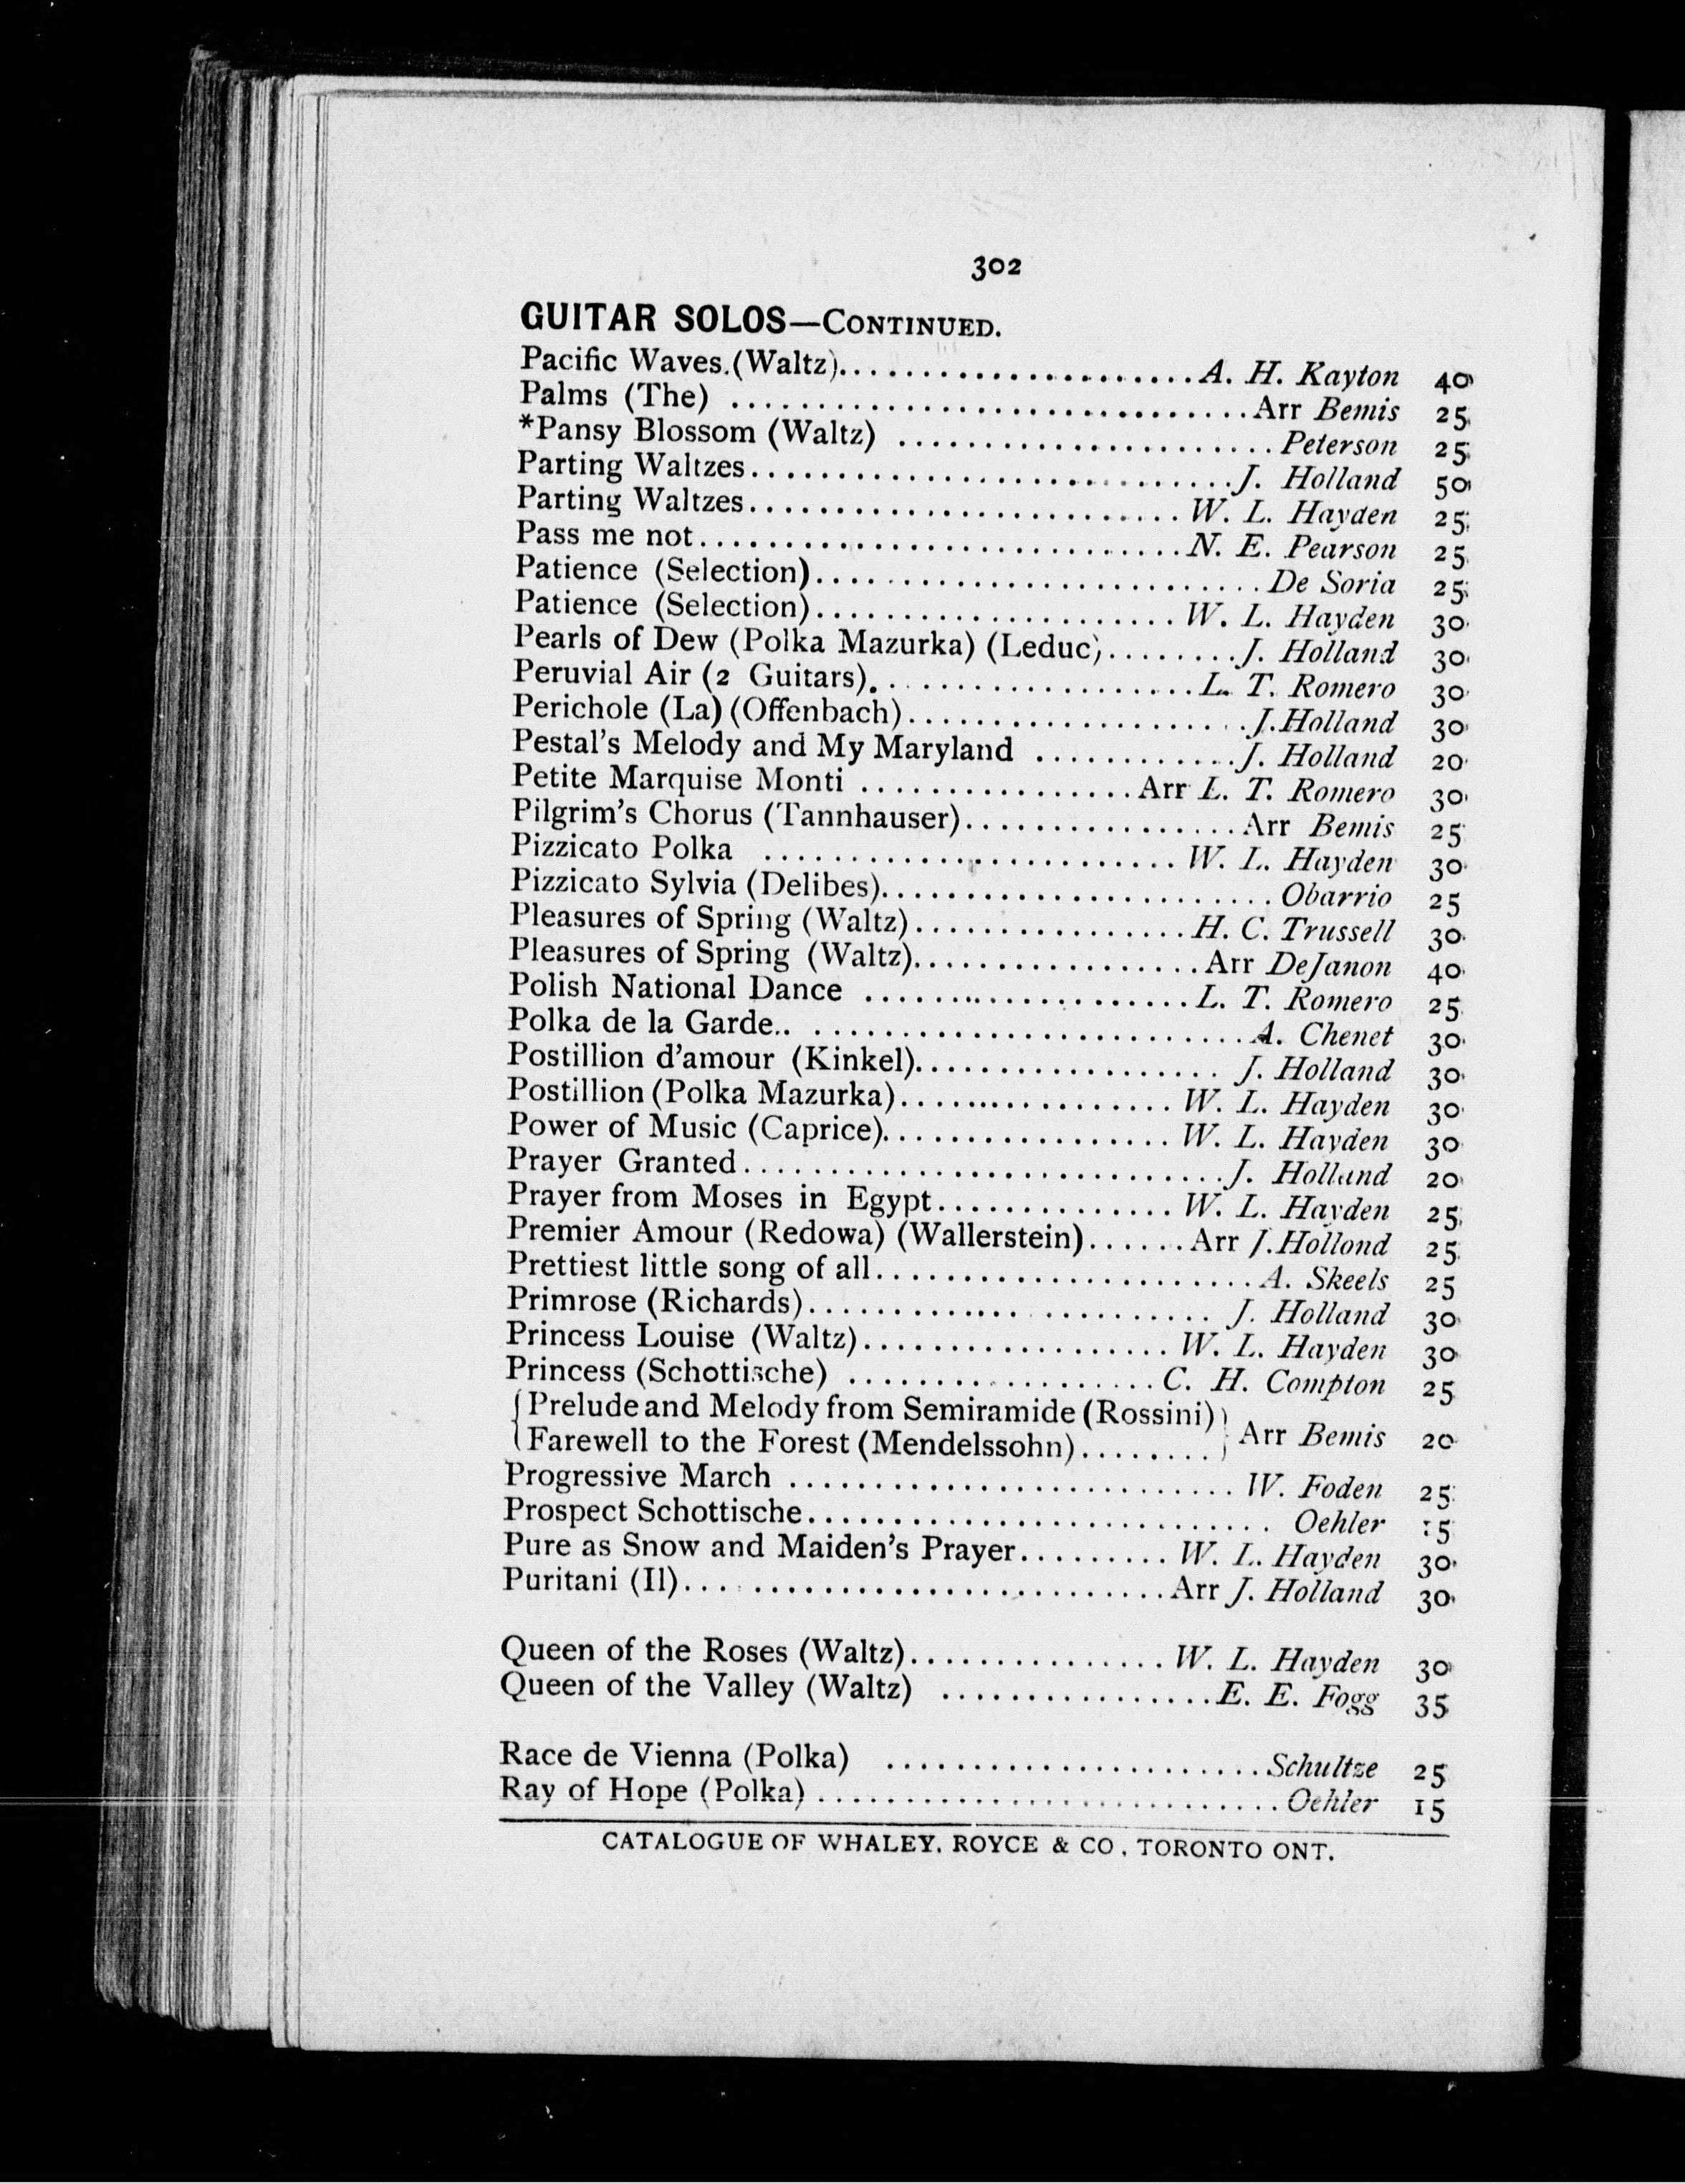 302
GUITAR SOLOS—CONTINUED.
Pacific Waves.(Waltz)......................A. H. Kayton 40
Palms (The) ..............................Arr Bemis 25
*Pansy Blossom (Waltz) ......................Peterson 25
Parting Waltzes............................J. Holland 50
Parting Waltzes.........................W. L. Hayden 25
Pass me not............................N. E. Pearson 25
Patience (Selection)..........................De Soria 25
Patience (Selection).....................W. L. Hayden 30
Pearls of Dew (Polka Mazurka) (Leduc)........J. Holland 30
Peruvial Air (2 Guitars)...................L. T. Romero 30
Perichole (La) (Offenbach)....................J.Holland 30
Pestal's Melody and My Maryland ............J. Holland 20
Petite Marquise Monti ................Arr L. T. Romero 30
Pilgrim's Chorus (Tannhauser)................Arr Bemis 25
Pizzicato Polka ........................W. L. Hayden 30
Pizzicato Sylvia (Delibes).......................Obarrio 25
Pleasures of Spring (Waltz)................H. C. Trussell 30
Pleasures of Spring (Waltz).................Arr DeJanon 40
Polish National Dance ...................L. T. Romero 25
Polka de la Garde.. .........................A. Chenet 30
Postillion d'amour (Kinkel)..................J. Holland 30
Postillion (Polka Mazurka)................W. L. Hayden 30
Power of Music (Caprice).................W. L. Hayden 30
Prayer Granted............................J. Holland 20
Prayer from Moses in Egypt..............W. L. Hayden 25
Premier Amour (Redowa) (Wallerstein)......Arr J.Hollond 25
Prettiest little song of all......................A. Skeels 25
Primrose (Richards)........................J. Holland 30
Princess Louise (Waltz)..................W. L. Hayden 30
Princess (Schottische) ..................C. H. Compton 25
{Prelude and Melody from Semiramide (Rossini)}
{Farewell to the Forest (Mendelssohn)........} Arr Bemis 20
Progressive March ..........................W. Foden 25
Prospect Schottische...........................Oehler 15
Pure as Snow and Maiden's Prayer.........W. L. Hayden 30
Puritani (Il)............................Arr J. Holland 30
Queen of the Roses (Waltz)...............W. L. Hayden 30
Queen of the Valley (Waltz) ................E. E. Fogg 35
Race de Vienna (Polka) ......................Schultze 25
Ray of Hope (Polka)...........................Oehler 15
CATALOGUE OF WHALEY, ROYCE & CO, TORONTO ONT.